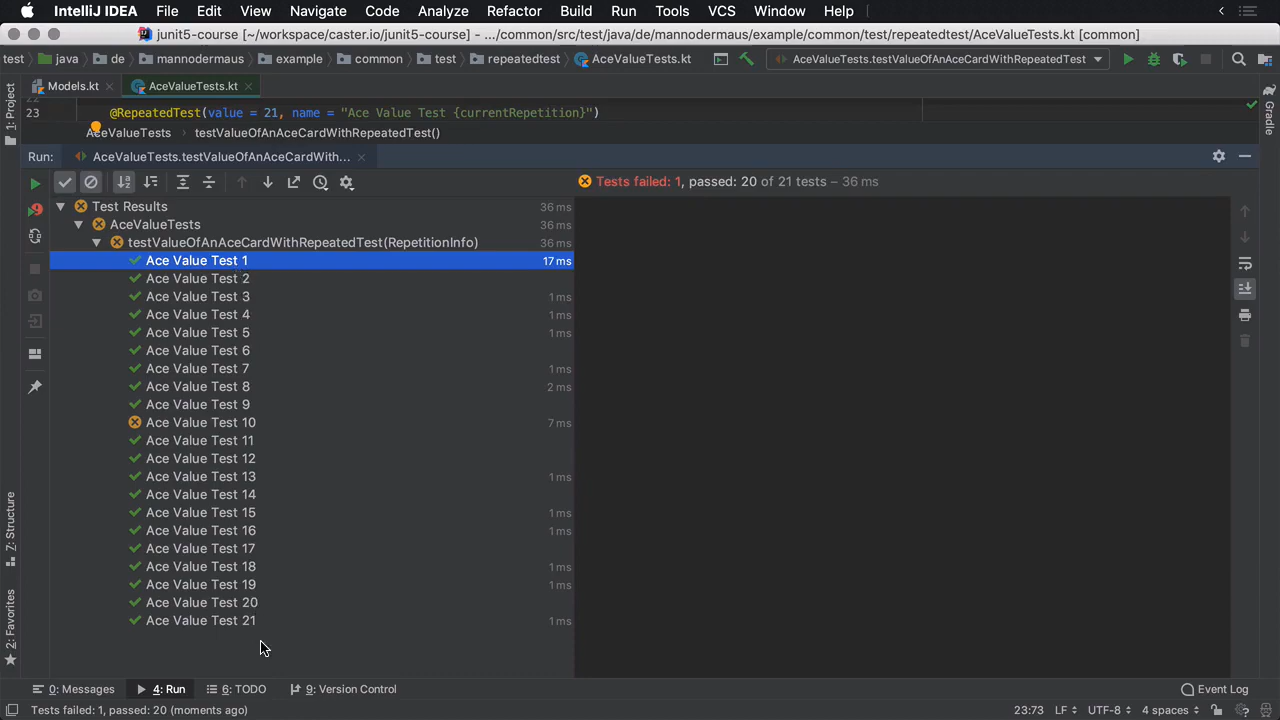 IntelliJ IDEA File Edit View Navigate Code Analyze Refactor Build Run Tools VCS Window Help
junit5-course [~/workspace/caster.io/junit5-course] - .../common/src/test/java/de/mannodermaus/example/common/test/repeatedtest/AceValueTests.kt [common]
test java de mannodermaus example common test repeatedtest AceValueTests.kt AceValueTests.testValueOfAnAceCardWithRepeatedTest
Models.kt AceValueTests.kt
1: Project
Gradle
22
23 @RepeatedTest(value = 21, name = "Ace Value Test {currentRepetition}")
AceValueTests testValueOfAnAceCardWithRepeatedTest()
Run: AceValueTests.testValueOfAnAceCardWith...
Tests failed: 1, passed: 20 of 21 tests – 36 ms
Test Results 36 ms
AceValueTests 36 ms
testValueOfAnAceCardWithRepeatedTest(RepetitionInfo) 36 ms
Ace Value Test 1 17 ms
Ace Value Test 2
Ace Value Test 3 1 ms
Ace Value Test 4 1 ms
Ace Value Test 5 1 ms
Ace Value Test 6
Ace Value Test 7 1 ms
Ace Value Test 8 2 ms
Ace Value Test 9
Ace Value Test 10 7 ms
Ace Value Test 11
Ace Value Test 12
Ace Value Test 13 1 ms
Ace Value Test 14
Ace Value Test 15 1 ms
Ace Value Test 16 1 ms
Ace Value Test 17
Ace Value Test 18 1 ms
Ace Value Test 19 1 ms
Ace Value Test 20
Ace Value Test 21 1 ms
Z: Structure
2: Favorites
0: Messages 4: Run 6: TODO 9: Version Control Event Log
Tests failed: 1, passed: 20 (moments ago) 23:73 LF UTF-8 4 spaces